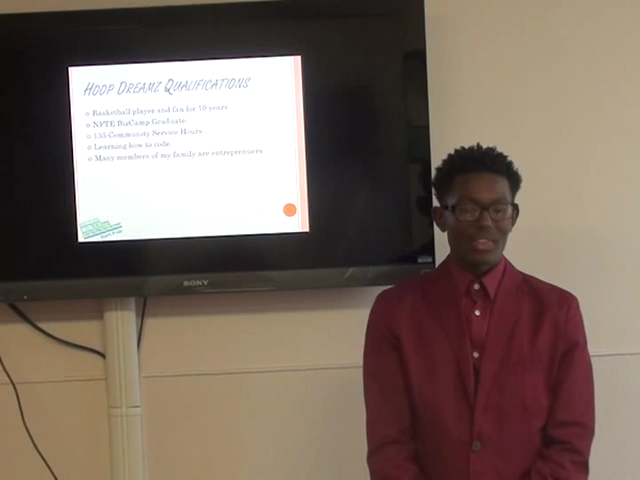 HOOP DREAMZ QUALIFICATIONS
Basketball player and fan for 10 years
NFTE BizCamp Graduate.
155 Community Service Hours
Learning how to code.
Many members of my family are entreprenuers
SONY